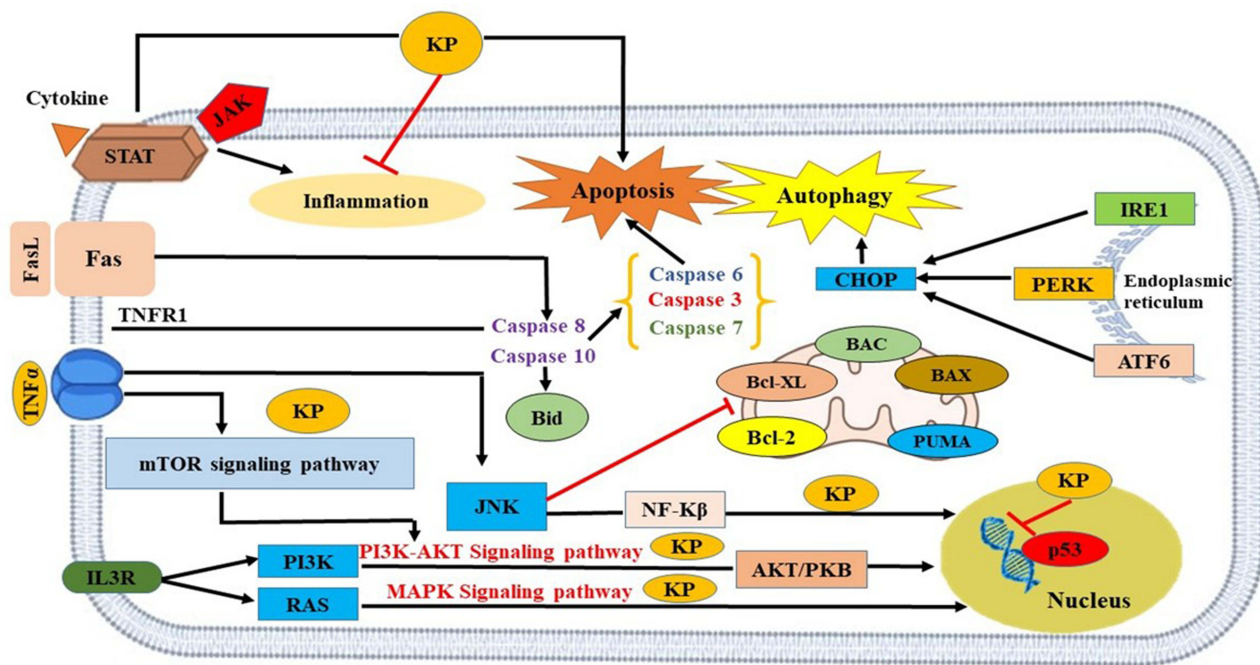 KP
Cytokine
JAK
STAT
Inflammation
Apoptosis
Autophagy
IRE1
FasL
Fas
Caspase 6
Caspase 3
Caspase 7
CHOP
PERK
Endoplasmic
reticulum
TNFR1
Caspase 8
Caspase 10
ATF6
BAC
Bcl-XL
BAX
TNFα
KP
Bid
Bcl-2
PUMA
mTOR signaling pathway
JNK
NF-Kβ
KP
KP
p53
PI3K-AKT Signaling pathway
KP
IL3R
PI3K
AKT/PKB
MAPK Signaling pathway
KP
RAS
Nucleus